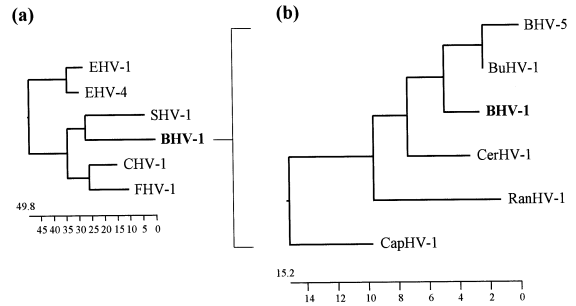 (a)
EHV-1
EHV-4
SHV-1
BHV-1
CHV-1
FHV-1
49.8
45 40 35 30 25 20 15 10 5 0
(b)
BHV-5
BuHV-1
BHV-1
CerHV-1
RanHV-1
CapHV-1
15.2
14 12 10 8 6 4 2 0